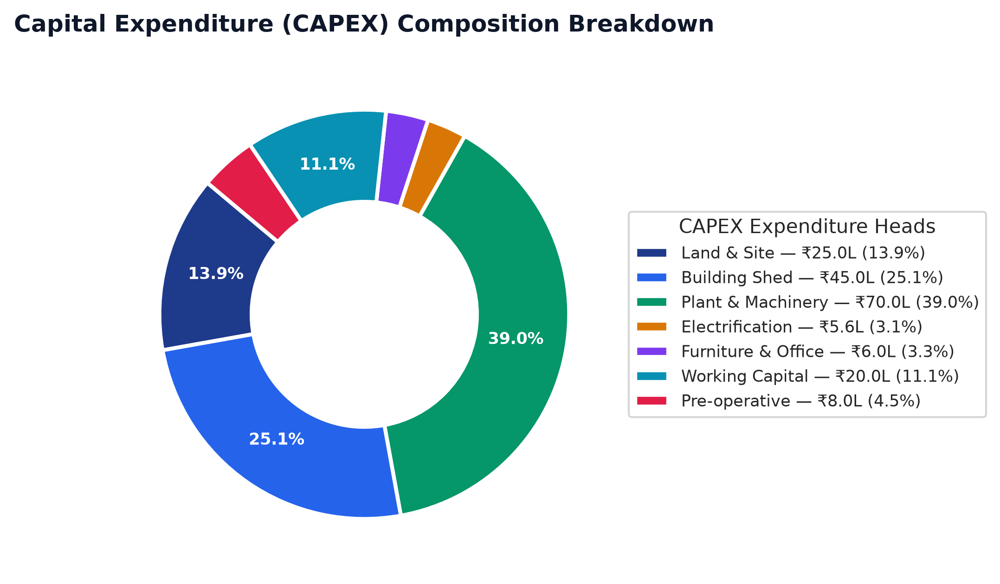 Capital Expenditure (CAPEX) Composition Breakdown
11.1%
13.9%
39.0%
25.1%
CAPEX Expenditure Heads
Land & Site — ₹25.0L (13.9%)
Building Shed — ₹45.0L (25.1%)
Plant & Machinery — ₹70.0L (39.0%)
Electrification — ₹5.6L (3.1%)
Furniture & Office — ₹6.0L (3.3%)
Working Capital — ₹20.0L (11.1%)
Pre-operative — ₹8.0L (4.5%)